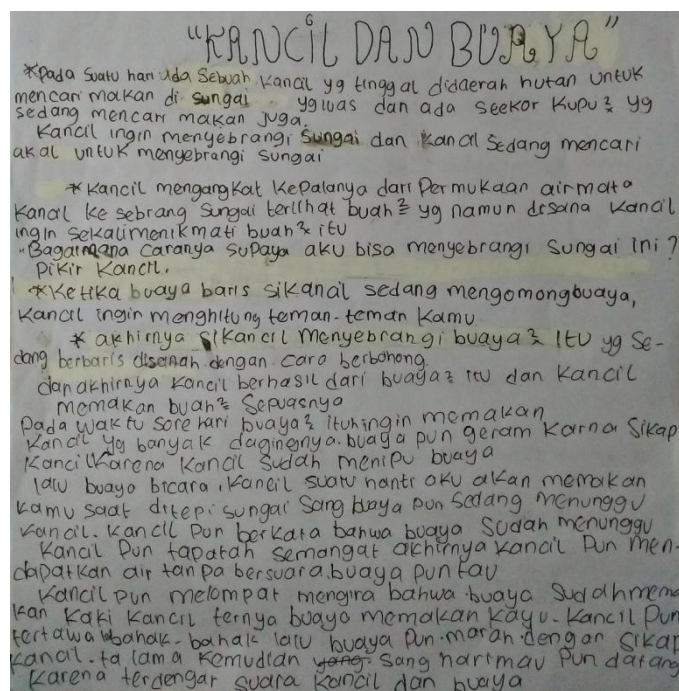 "KANCIL DAN BUAYA"
*Pada suatu hari ada sebuah kancil yg tinggal didaerah hutan untuk
mencari makan di sungai yg luas dan ada seekor kupu² yg
sedang mencari makan juga.
Kancil ingin menyebrangi sungai dan kancil sedang mencari
akal untuk menyebrangi sungai
*Kancil mengangkat kepalanya dari permukaan air mata
kancil ke sebrang sungai terlihat buah² yg namun disana kancil
ingin sekali menikmati buah² itu
"Bagaimana caranya supaya aku bisa menyebrangi sungai ini?
Pikir kancil.
*Ketika buaya baris sikancil sedang mengomong buaya,
kancil ingin menghitung teman-teman kamu
*akhirnya sikancil menyebrangi buaya² itu yg se-
dang berbaris disanah dengan cara berbohong
dan akhirnya kancil berhasil dari buaya² itu dan kancil
memakan buah² sepuasnya
Pada waktu sore hari buaya² itu ingin memakan
kancil yg banyak dagingnya. buaya pun geram karna sikap
kancil karena kancil sudah menipu buaya
lalu buaya bicara, kancil suatu nanti aku akan memakan
kamu saat ditepi sungai sang buaya pun sedang menunggu
kancil. kancil pun berkata bahwa buaya sudah menunggu
Kancil pun tapatah semangat akhirnya kancil pun men-
dapatkan air tanpa bersuara. buaya pun tau
Kancil pun melompat mengira bahwa buaya sudah mema
kan kaki kancil ternya buaya memakan kayu. kancil pun
tertawa bahak-bahak lalu buaya pun marah dengan sikap
kancil. ta lama kemudian yang sang harimau pun datang
karena terdengar suara kancil dan buaya